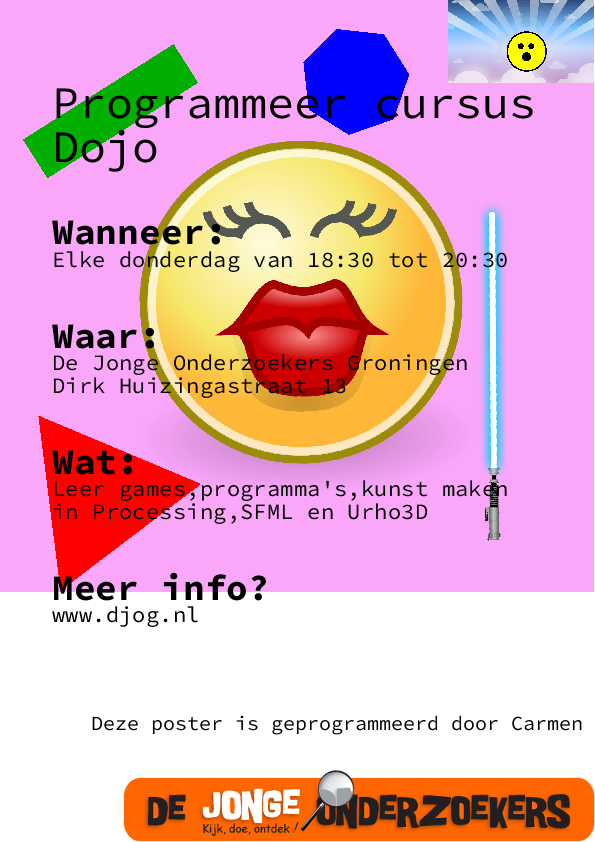 Programmeer cursus
Dojo
Wanneer:
Elke donderdag van 18:30 tot 20:30
Waar:
De Jonge Onderzoekers Groningen
Dirk Huizingastraat 13
Wat:
Leer games,programma's,kunst maken
in Processing,SFML en Urho3D
Meer info?
www.djog.nl
Deze poster is geprogrammeerd door Carmen
DE JONGE ONDERZOEKERS
Kijk, doe, ontdek!